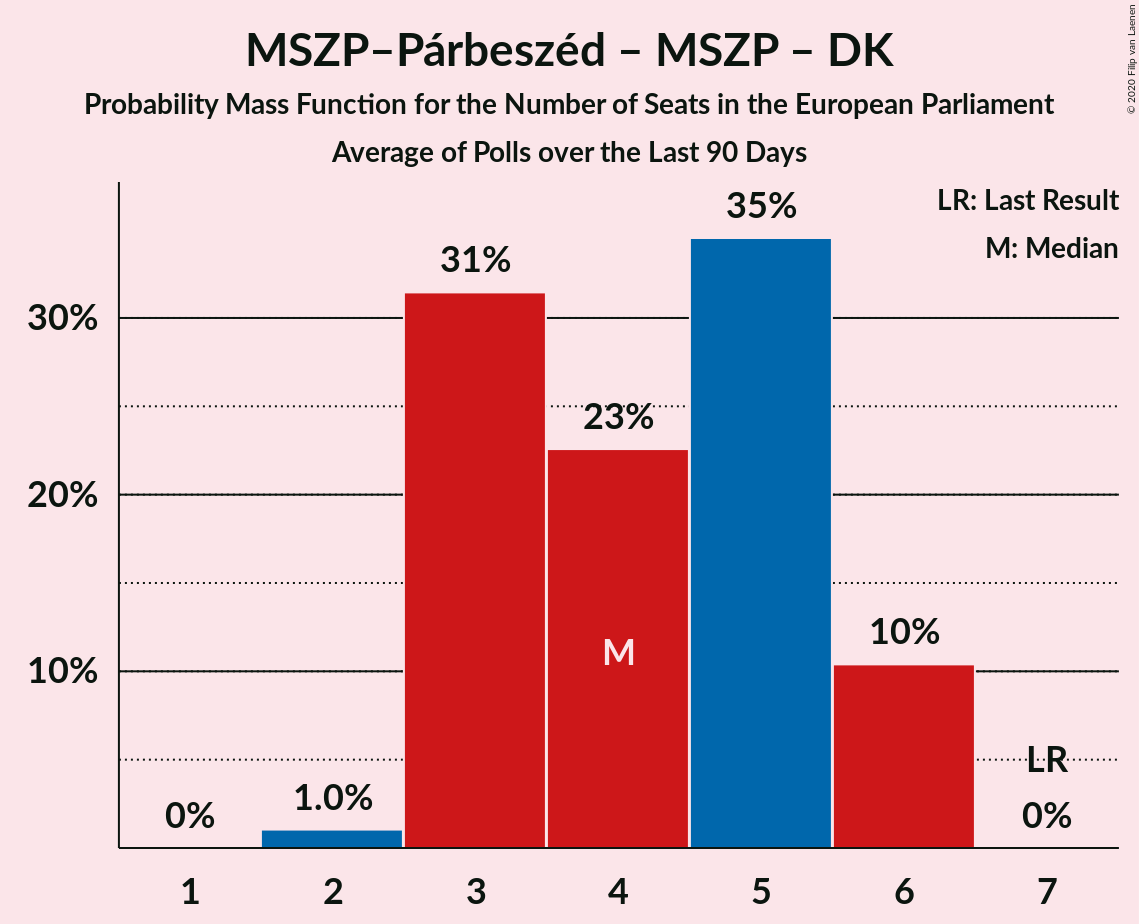 MSZP–Párbeszéd – MSZP – DK
Probability Mass Function for the Number of Seats in the European Parliament
Average of Polls over the Last 90 Days
© 2020 Filip van Laenen
LR: Last Result
M: Median
35%
31%
30%
23%
20%
M
10%
10%
LR
1.0%
0%
0%
1 2 3 4 5 6 7